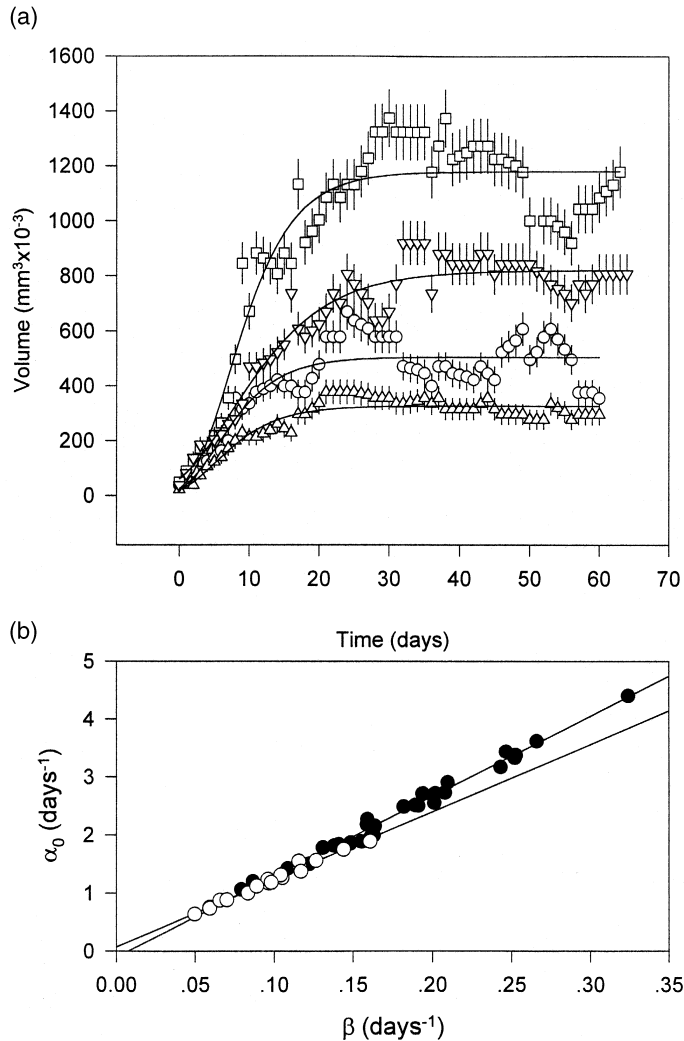 (a)
Volume (mm³x10⁻³)
1600
1400
1200
1000
800
600
400
200
0
0 10 20 30 40 50 60 70
Time (days)
(b)
α₀ (days⁻¹)
5
4
3
2
1
0
0.00 .05 .10 .15 .20 .25 .30 .35
β (days⁻¹)